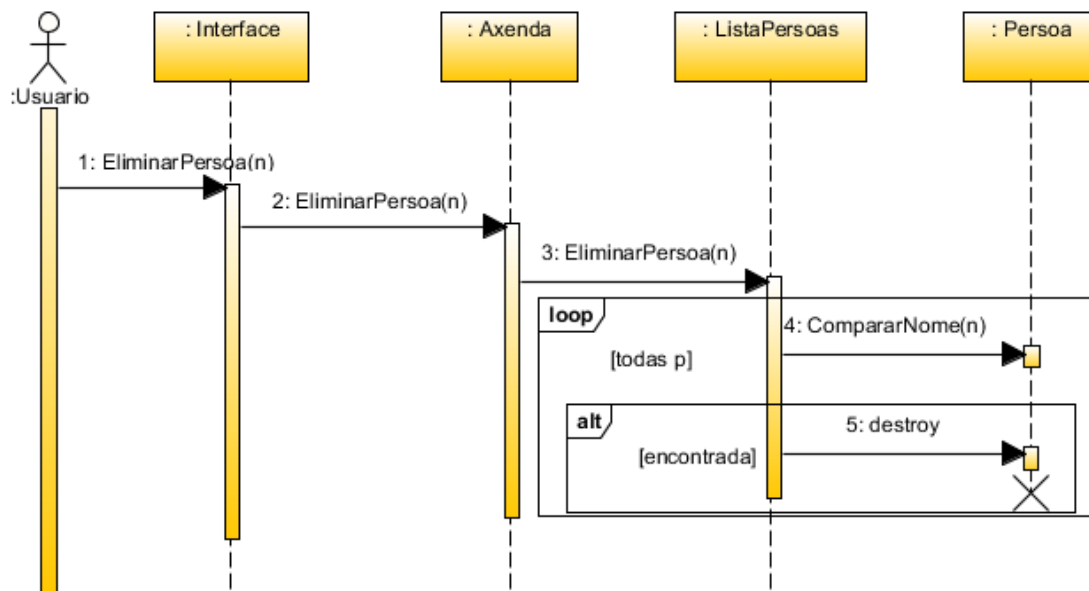 : Interface
: Axenda
: ListaPersoas
: Persoa
:Usuario
1: EliminarPersoa(n)
2: EliminarPersoa(n)
3: EliminarPersoa(n)
loop
4: CompararNome(n)
[todas p]
alt
5: destroy
[encontrada]